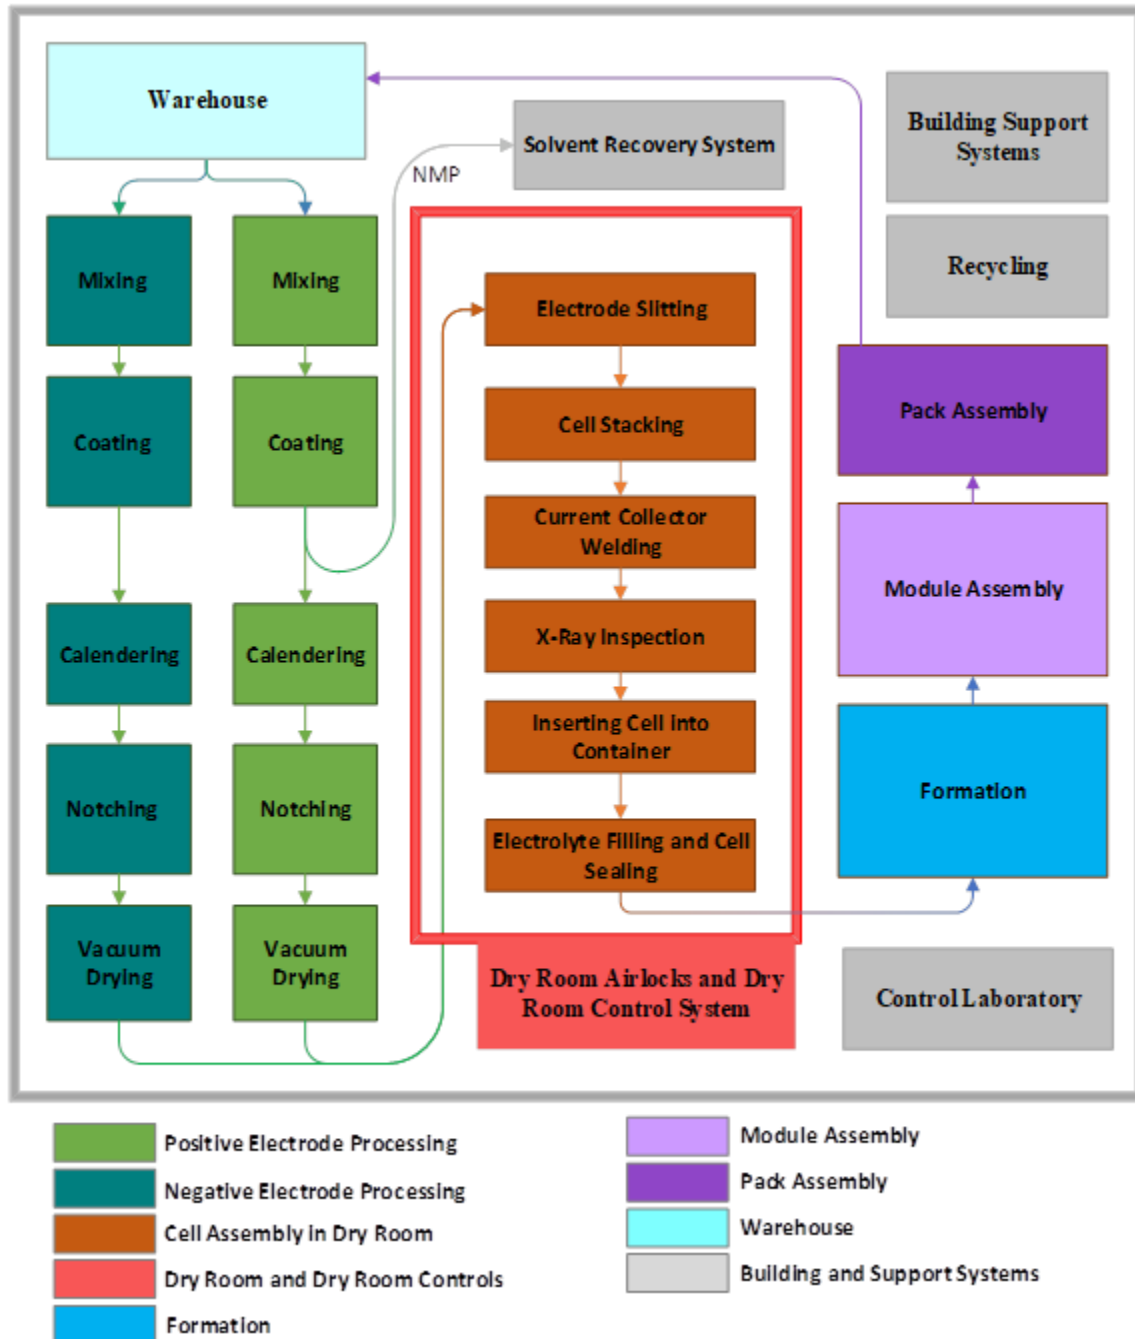 Warehouse
Solvent Recovery System
NMP
Building Support
Systems
Recycling
Mixing
Mixing
Coating
Coating
Calendering
Calendering
Notching
Notching
Vacuum
Drying
Vacuum
Drying
Electrode Slitting
Cell Stacking
Current Collector
Welding
X-Ray Inspection
Inserting Cell into
Container
Electrolyte Filling and Cell
Sealing
Dry Room Airlocks and Dry
Room Control System
Pack Assembly
Module Assembly
Formation
Control Laboratory
Positive Electrode Processing
Negative Electrode Processing
Cell Assembly in Dry Room
Dry Room and Dry Room Controls
Formation
Module Assembly
Pack Assembly
Warehouse
Building and Support Systems